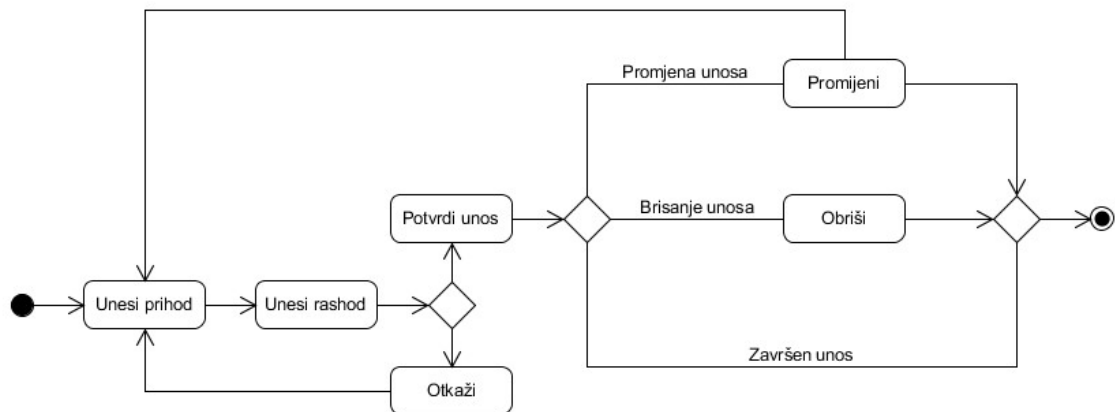 Promjena unosa
Promijeni
Potvrdi unos
Brisanje unosa
Obriši
Unesi prihod
Unesi rashod
Završen unos
Otkaži